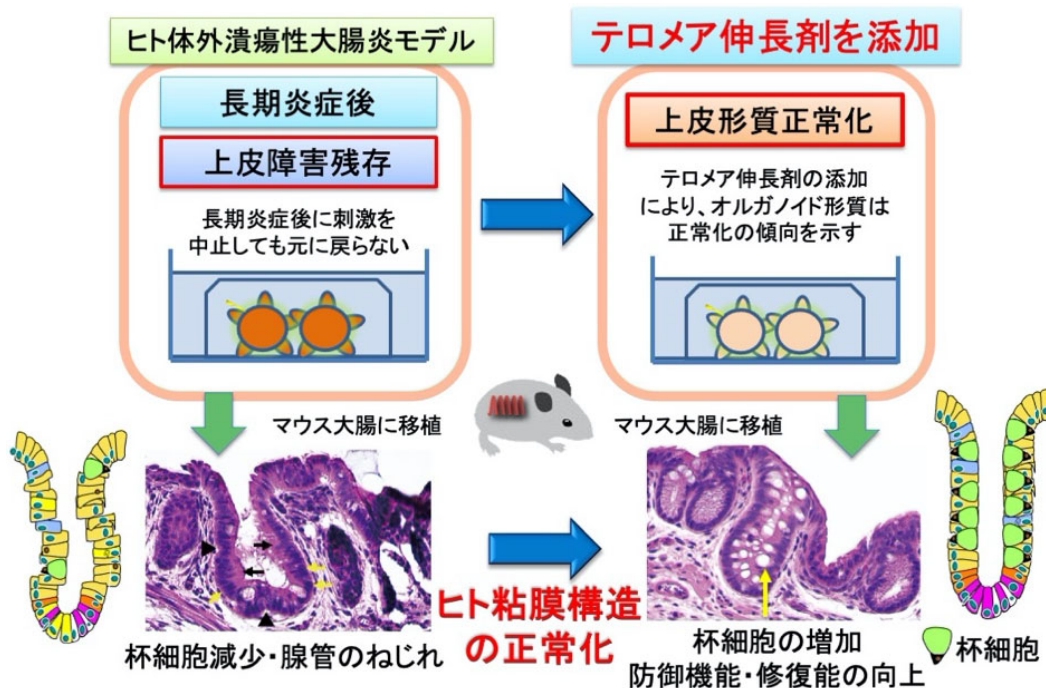 ヒト体外潰瘍性大腸炎モデル
長期炎症後
上皮障害残存
長期炎症後に刺激を
中止しても元に戻らない
テロメア伸長剤を添加
上皮形質正常化
テロメア伸長剤の添加
により、オルガノイド形質は
正常化の傾向を示す
マウス大腸に移植
マウス大腸に移植
杯細胞減少・腺管のねじれ
ヒト粘膜構造
の正常化
杯細胞の増加
防御機能・修復能の向上
杯細胞